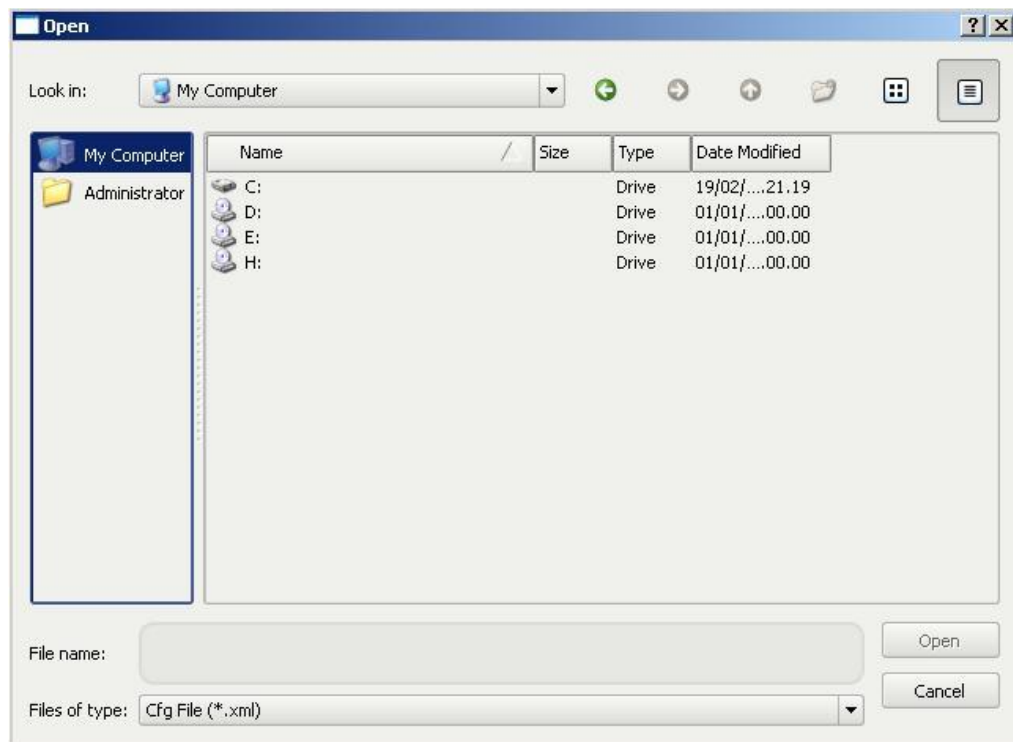 Open
Look in: My Computer
My Computer
Administrator
Name Size Type Date Modified
C: Drive 19/02/....21.19
D: Drive 01/01/....00.00
E: Drive 01/01/....00.00
H: Drive 01/01/....00.00
File name: Open
Cancel
Files of type: Cfg File (*.xml)